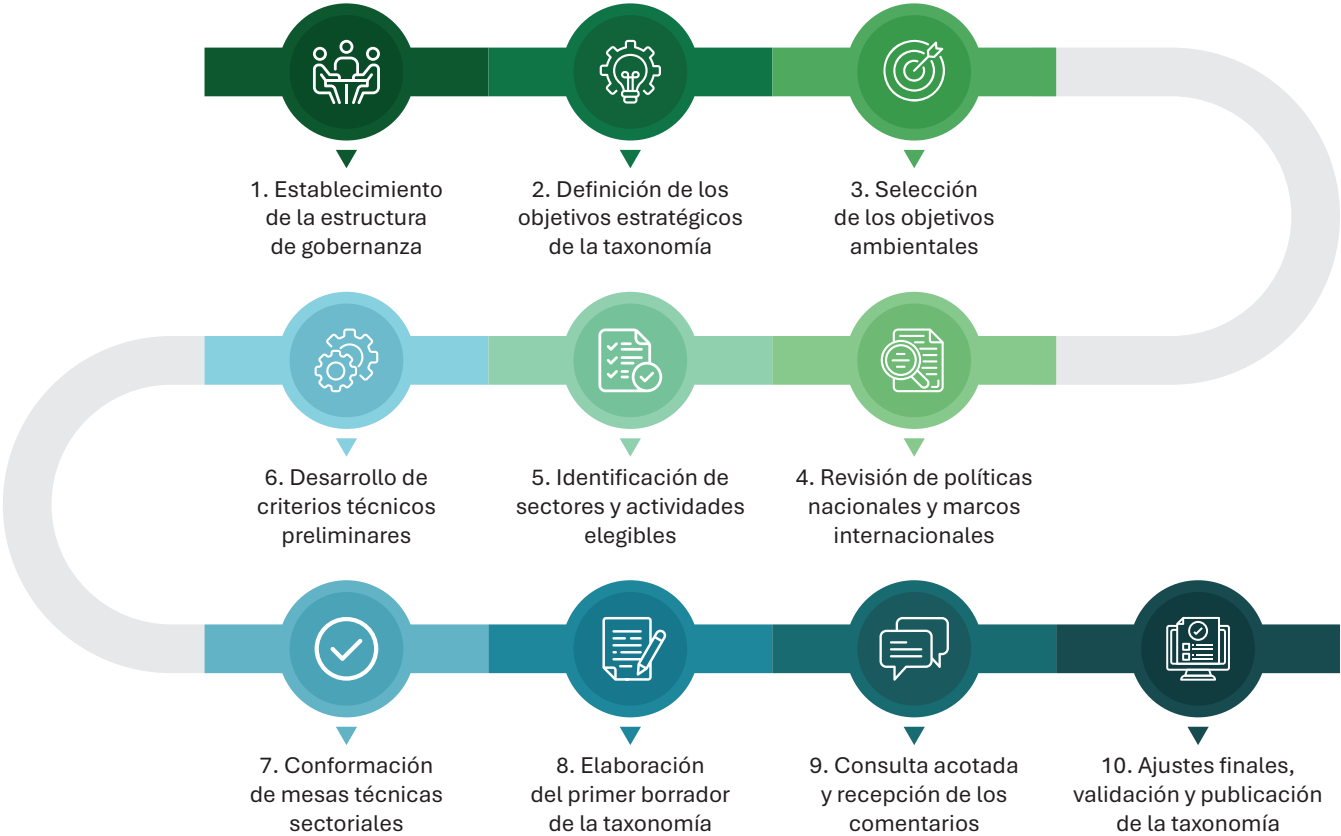 1. Establecimiento
de la estructura
de gobernanza
2. Definición de los
objetivos estratégicos
de la taxonomía
3. Selección
de los objetivos
ambientales
4. Revisión de políticas
nacionales y marcos
internacionales
5. Identificación de
sectores y actividades
elegibles
6. Desarrollo de
criterios técnicos
preliminares
7. Conformación
de mesas técnicas
sectoriales
8. Elaboración
del primer borrador
de la taxonomía
9. Consulta acotada
y recepción de los
comentarios
10. Ajustes finales,
validación y publicación
de la taxonomía